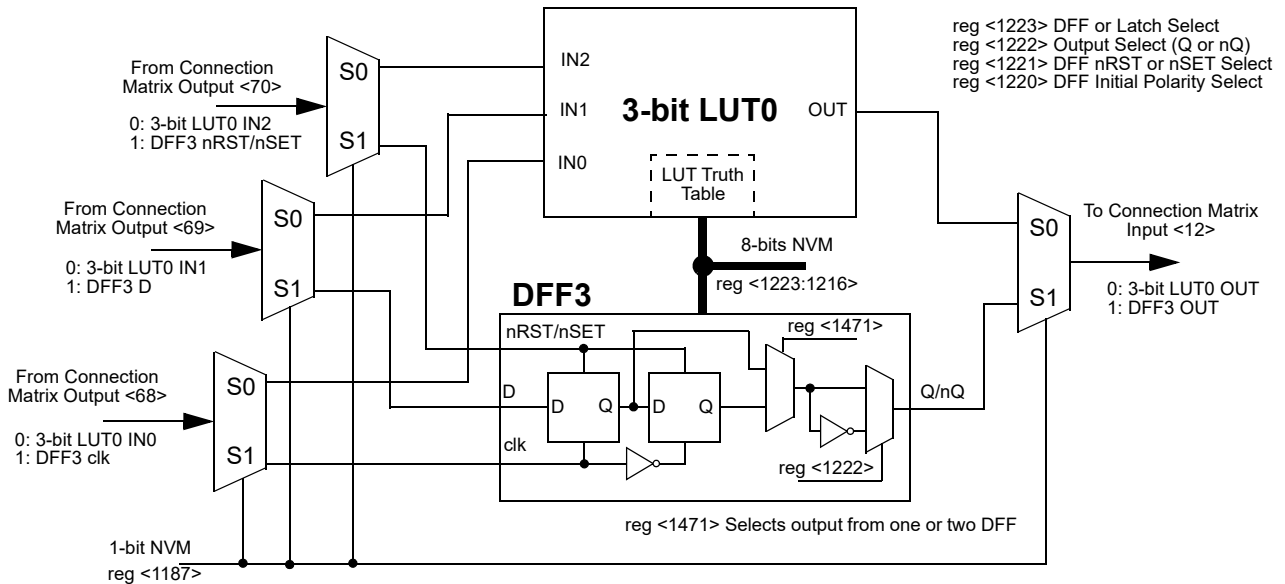 reg <1223> DFF or Latch Select
reg <1222> Output Select (Q or nQ)
reg <1221> DFF nRST or nSET Select
reg <1220> DFF Initial Polarity Select
From Connection
Matrix Output <70>
0: 3-bit LUT0 IN2
1: DFF3 nRST/nSET
S0
S1
IN2
IN1
IN0
3-bit LUT0
OUT
LUT Truth
Table
From Connection
Matrix Output <69>
0: 3-bit LUT0 IN1
1: DFF3 D
S0
S1
8-bits NVM
reg <1223:1216>
S0
S1
To Connection Matrix
Input <12>
0: 3-bit LUT0 OUT
1: DFF3 OUT
DFF3
nRST/nSET
reg <1471>
From Connection
Matrix Output <68>
0: 3-bit LUT0 IN0
1: DFF3 clk
S0
S1
D
D
Q
D
Q
Q/nQ
clk
reg <1222>
reg <1471> Selects output from one or two DFF
1-bit NVM
reg <1187>